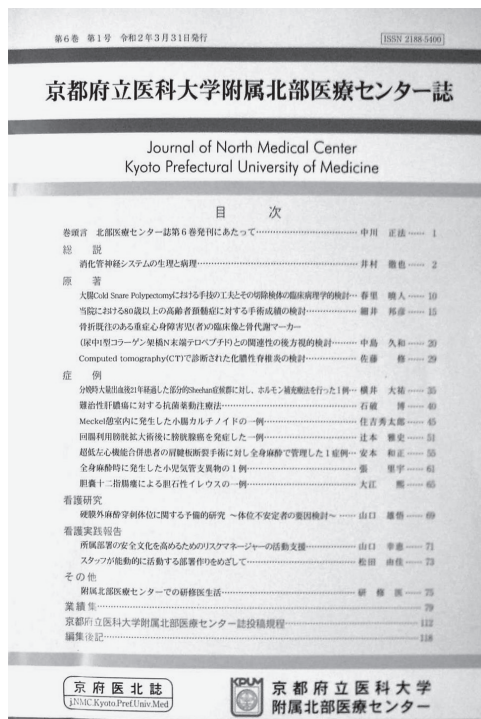 第6巻 第1号 令和2年3月31日発行
ISSN 2188-5400
京都府立医科大学附属北部医療センター誌
Journal of North Medical Center
Kyoto Prefectural University of Medicine
目 次
巻頭言 北部医療センター誌第6巻発刊にあたって…………… 中川 正法…… 1
総 説
消化管神経システムの生理と病理…………… 井村 徹也…… 2
原 著
大腸Cold Snare Polypectomyにおける手技の工夫とその切除検体の臨床病理学的検討… 春里 暁人…… 10
当院における80歳以上の高齢者頚髄症に対する手術成績の検討…………… 細井 邦彦…… 15
骨折既往のある重症心身障害児(者)の臨床像と骨代謝マーカー
(尿中I型コラーゲン架橋N末端テロペプチド)との関連性の後方視的検討…… 中島 久和…… 20
Computed tomography(CT)で診断された化膿性脊椎炎の検討…………… 佐藤 修…… 29
症 例
分娩時大量出血後21年経過した部分的Sheehan症候群に対し、ホルモン補充療法を行った1例… 横井 大祐…… 35
難治性肝膿瘍に対する抗菌薬動注療法…………… 石破 博…… 40
Meckel憩室内に発生した小腸カルチノイドの一例…………… 住吉秀太郎…… 45
回腸利用膀胱拡大術後に膀胱腺癌を発症した一例…………… 辻本 雅史…… 51
超低左心機能合併患者の肩腱板断裂手術に対し全身麻酔で管理した1症例… 安本 和正…… 55
全身麻酔時に発生した小児気管支異物の1例…………… 張 里宇…… 61
胆嚢十二指腸瘻による胆石性イレウスの一例…………… 大江 熙…… 65
看護研究
硬膜外麻酔穿刺体位に関する予備的研究 ～体位不安定者の要因検討～…… 山口 雄悟…… 69
看護実践報告
所属部署の安全文化を高めるためのリスクマネージャーの活動支援…………… 山口 幸恵…… 71
スタッフが能動的に活動する部署作りをめざして…………… 松田 由佳…… 73
その他
附属北部医療センターでの研修医生活…………… 研 修 医…… 75
業績集…………… 79
京都府立医科大学附属北部医療センター誌投稿規程…………… 112
編集後記…………… 116
京府医北誌
j.NMC.Kyoto.Pref.Univ.Med
KPUM
京都府立医科大学
附属北部医療センター